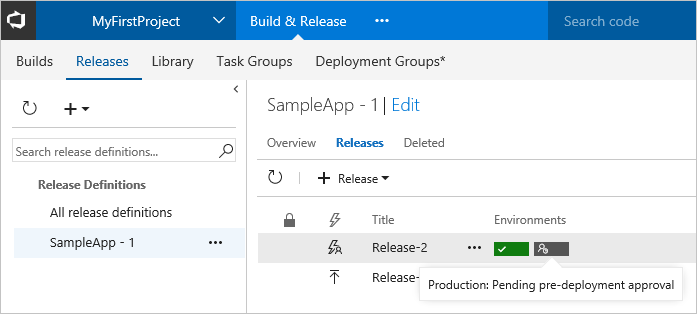 MyFirstProject Build & Release ••• Search code
Builds Releases Library Task Groups Deployment Groups*
SampleApp - 1 | Edit
Search release definitions...
Overview Releases Deleted
Release Definitions
+ Release
All release definitions
Title Environments
SampleApp - 1 •••
Release-2 •••
Release-
Production: Pending pre-deployment approval